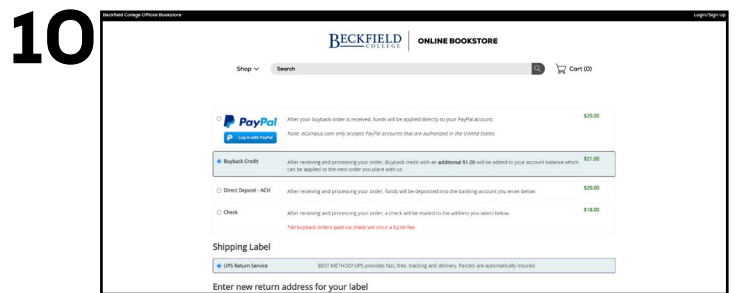 10
Beckfield College Official Bookstore
Login/Sign Up
BECKFIELD COLLEGE
ONLINE BOOKSTORE
Shop
Search
Cart (0)
PayPal
After your buyback order is received, funds will be applied directly to your PayPal account.
$20.00
Note: eCampus.com only accepts PayPal accounts that are authorized in the United States.
Log In with PayPal
Buyback Credit
After receiving and processing your order, Buyback credit with an additional $1.00 will be added to your account balance which
$21.00
can be applied to the next order you place with us.
Direct Deposit - ACH
After receiving and processing your order, funds will be deposited into the banking account you enter below.
$20.00
Check
After receiving and processing your order, a check will be mailed to the address you select below.
$18.00
*All buyback orders paid via check will incur a $2.00 fee.
Shipping Label
UPS Return Service
BEST METHOD! UPS provides fast, free, tracking and delivery. Parcels are automatically insured.
Enter new return address for your label